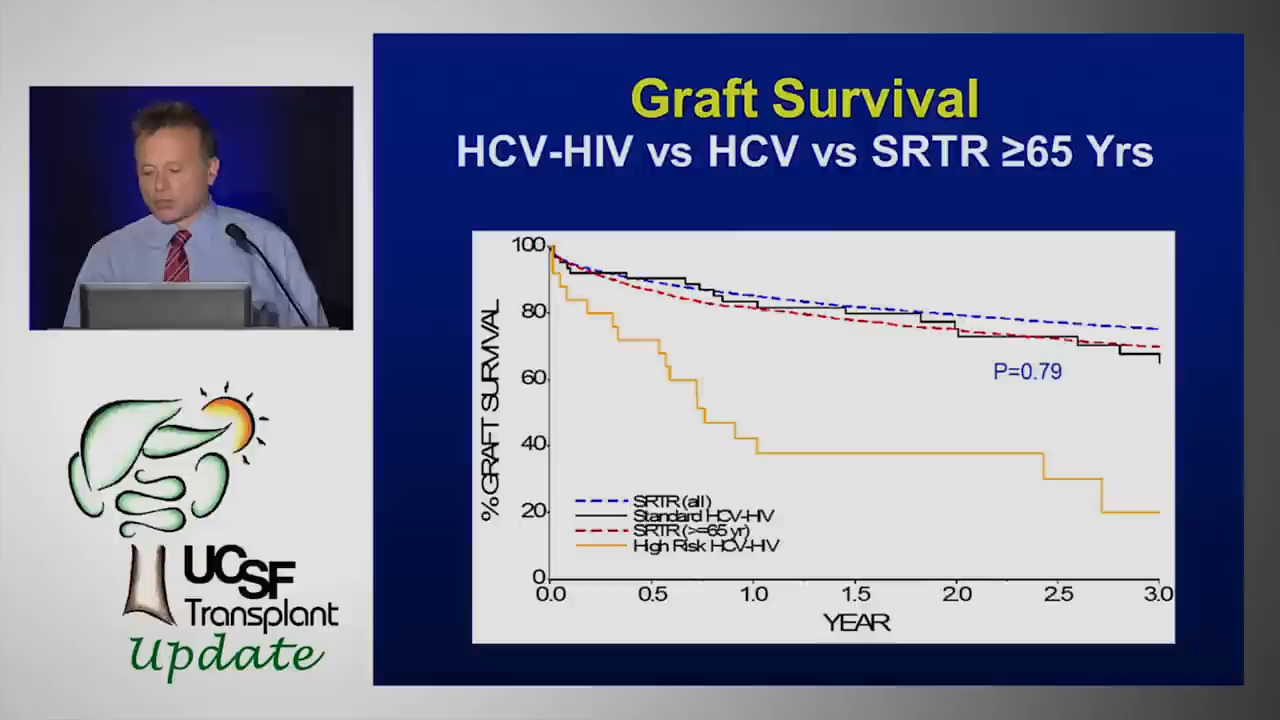 Graft Survival
HCV-HIV vs HCV vs SRTR ≥65 Yrs
% GRAFT SURVIVAL
100
80
60
40
20
0
P=0.79
SRTR (all)
Standard HCV-HIV
SRTR (>=65 yr)
High Risk HCV-HIV
0.0 0.5 1.0 1.5 2.0 2.5 3.0
YEAR
UCSF
Transplant
Update